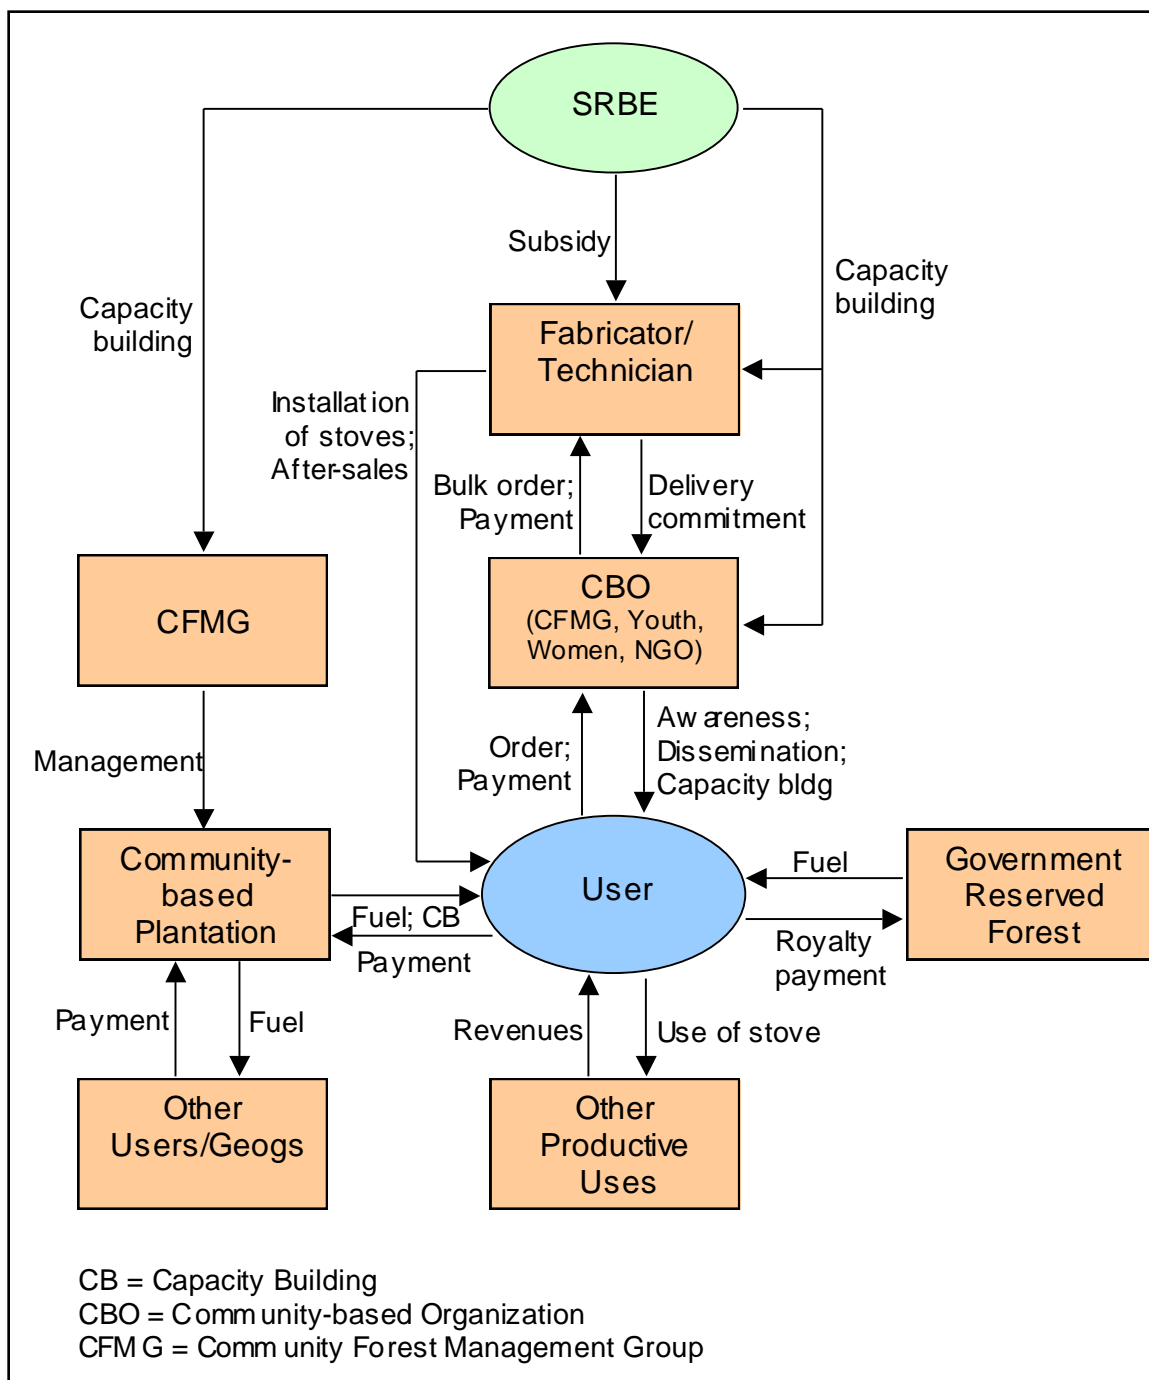 SRBE
Subsidy
Capacity
building
Capacity
building
Fabricator/
Technician
Installation
of stoves;
After-sales
Bulk order;
Payment
Delivery
commitment
CFMG
CBO
(CFMG, Youth,
Women, NGO)
Management
Order;
Payment
Awareness;
Dissemination;
Capacity bldg
Community-
based
Plantation
Fuel; CB
Payment
User
Fuel
Royalty
payment
Government
Reserved
Forest
Payment
Fuel
Revenues
Use of stove
Other
Users/Geogs
Other
Productive
Uses
CB = Capacity Building
CBO = Community-based Organization
CFMG = Community Forest Management Group